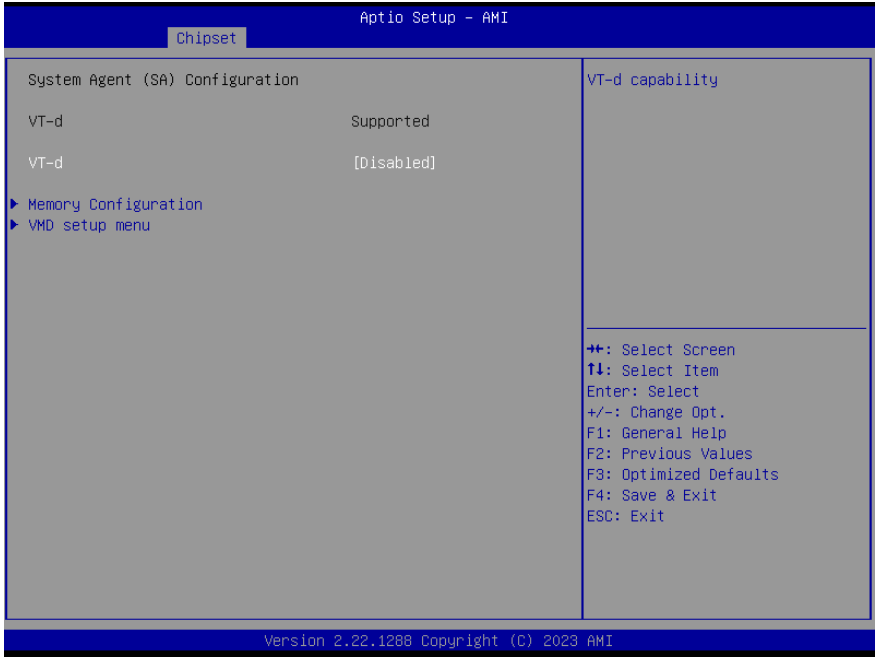 Aptio Setup - AMI
Chipset
System Agent (SA) Configuration
VT-d Supported
VT-d [Disabled]
Memory Configuration
VMD setup menu
VT-d capability
→←: Select Screen
↑↓: Select Item
Enter: Select
+/-: Change Opt.
F1: General Help
F2: Previous Values
F3: Optimized Defaults
F4: Save & Exit
ESC: Exit
Version 2.22.1288 Copyright (C) 2023 AMI